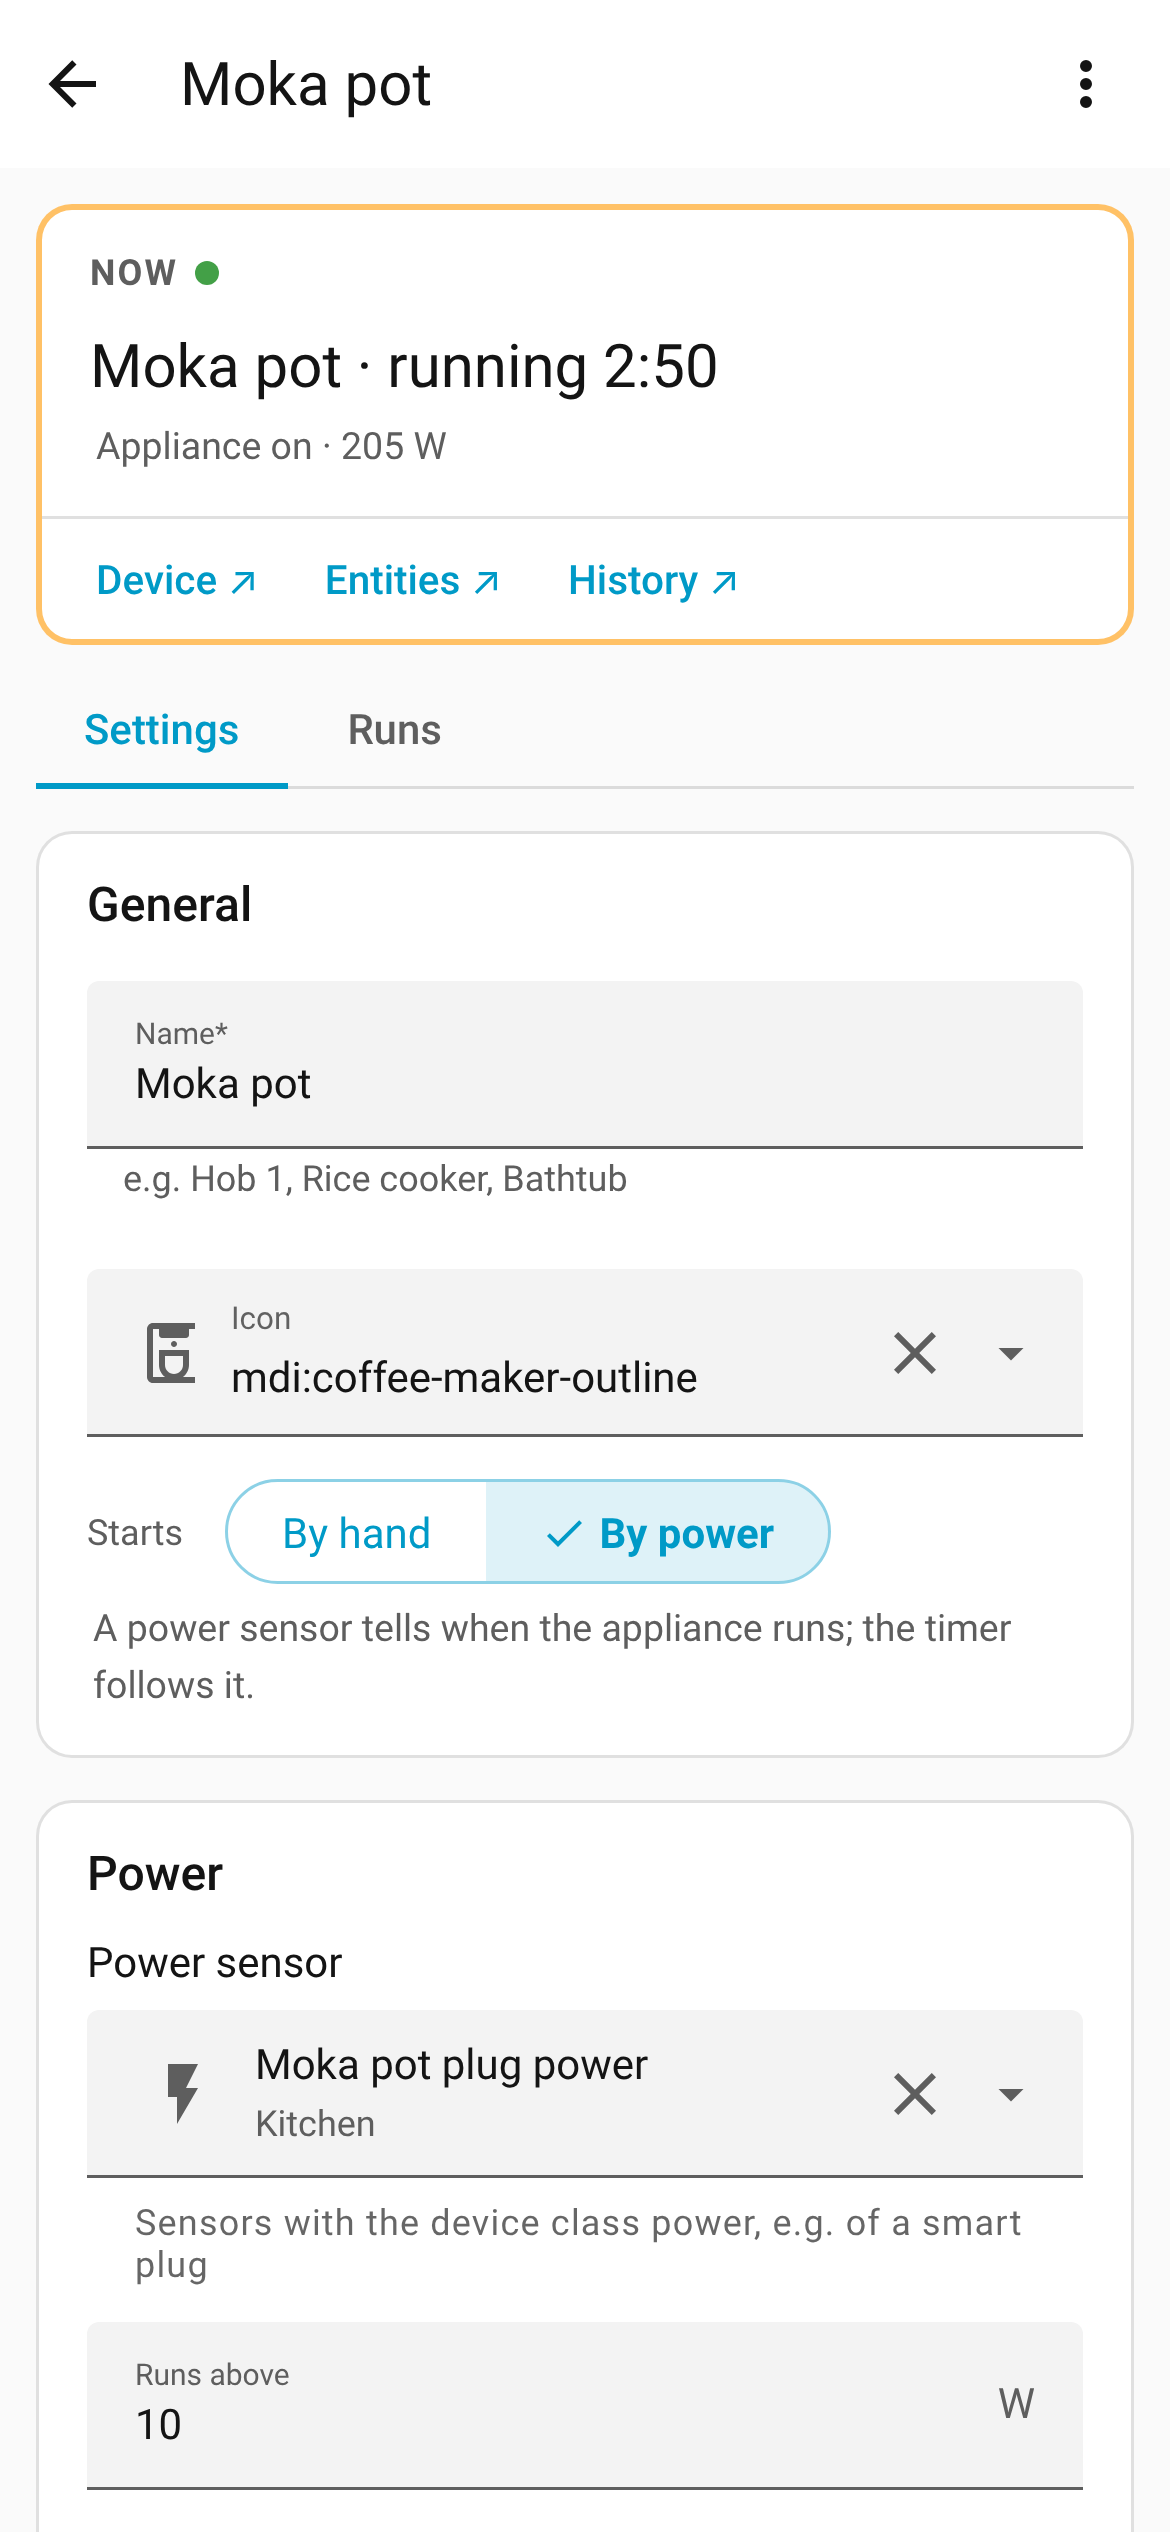 Moka pot
NOW
Moka pot · running 2:50
Appliance on · 205 W
Device
Entities
History
Settings
Runs
General
Name*
Moka pot
e.g. Hob 1, Rice cooker, Bathtub
Icon
mdi:coffee-maker-outline
Starts
By hand
By power
A power sensor tells when the appliance runs; the timer
follows it.
Power
Power sensor
Moka pot plug power
Kitchen
Sensors with the device class power, e.g. of a smart
plug
Runs above
10
W